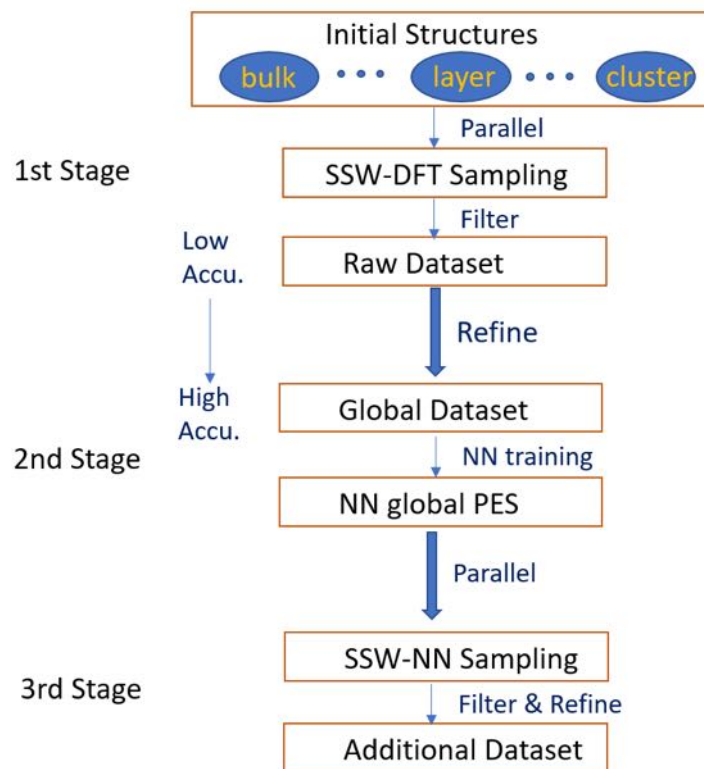 Initial Structures
bulk ... layer ... cluster
Parallel
1st Stage
SSW-DFT Sampling
Filter
Low
Accu.
Raw Dataset
Refine
High
Accu.
Global Dataset
2nd Stage
NN training
NN global PES
Parallel
SSW-NN Sampling
3rd Stage
Filter & Refine
Additional Dataset